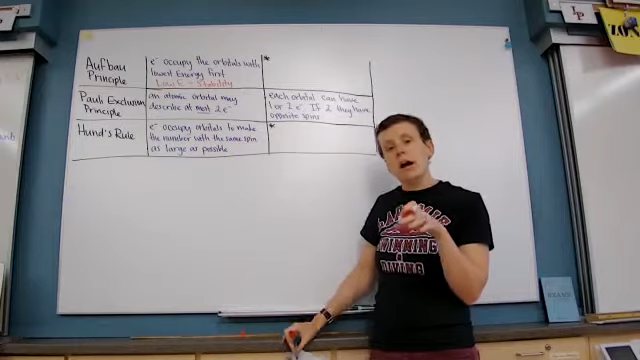 Aufbau
Principle
e⁻ occupy the orbitals with
lowest Energy first
Low E - Stability
*
Pauli Exclusion
Principle
an atomic orbital may
describe at most 2 e⁻
each orbital can have
1 or 2 e⁻ If 2 they have
opposite spins
Hund's Rule
e⁻ occupy orbitals to make
the number with the same spin
as large as possible
*
SWIMMING
&
DIVING